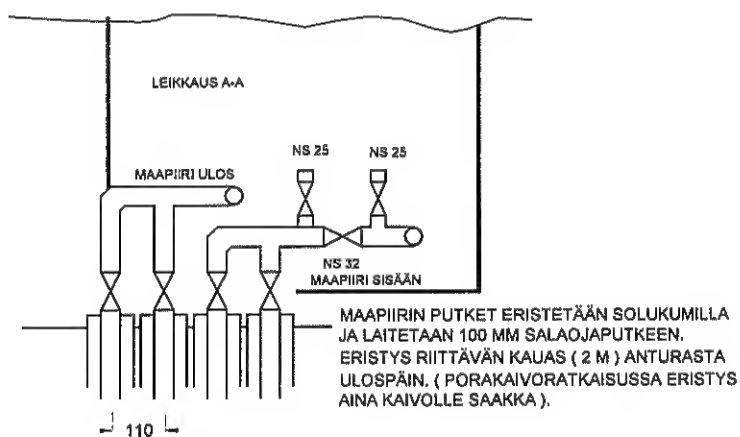 LEIKKAUS A-A
NS 25
NS 25
MAAPIIRI ULOS
NS 32
MAAPIIRI SISÄÄN
MAAPIIRIN PUTKET ERISTETÄÄN SOLUKUMILLA
JA LAITETAAN 100 MM SALAOJAPUTKEEN.
ERISTYS RIITTÄVÄN KAUAS ( 2 M ) ANTURASTA
ULOSPÄIN. ( PORAKAIVORATKAISUSSA ERISTYS
AINA KAIVOLLE SAAKKA ).
110